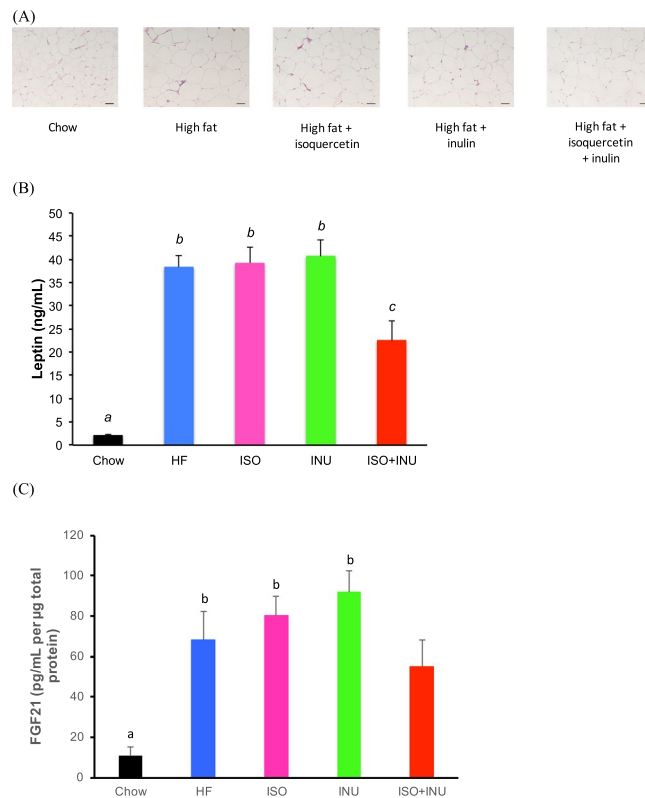 (A)
Chow
High fat
High fat +
isoquercetin
High fat +
inulin
High fat +
isoquercetin
+ inulin
(B)
Leptin (ng/mL)
50
45
40
35
30
25
20
15
10
5
0
a
b
b
b
c
Chow HF ISO INU ISO+INU
(C)
FGF21 (pg/mL per µg total
protein)
120
100
80
60
40
20
0
a
b
b
b
Chow HF ISO INU ISO+INU